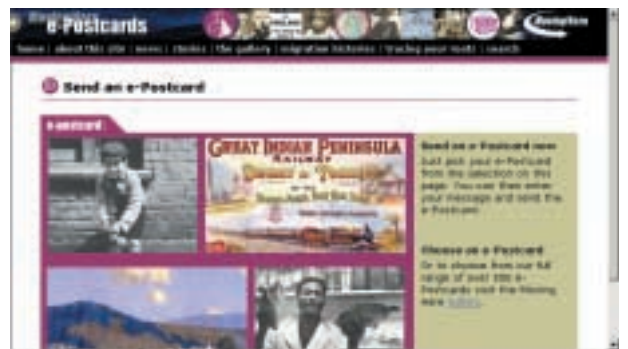 e-Postcards
home | about this site | news | stories | the gallery | migration histories | tracing your roots | search
Send an e-Postcard
e-postcard
GREAT INDIAN PENINSULA
RAILWAY
Send an e-Postcard now
Just pick your e-Postcard
from the selection on this
page. You can then enter
your message and send the
e-Postcard.
Choose an e-Postcard
Or to choose from our full
range of over 100 e-
Postcards visit the Moving
Here